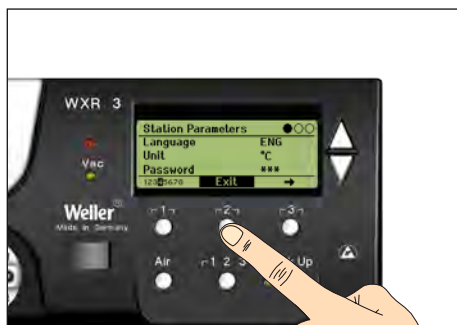 WXR 3
Station Parameters
Language ENG
Unit °C
Password ***
12345678 Exit →
Vac
Weller®
Made in Germany
1 2 3
Air 1 2 3 Up